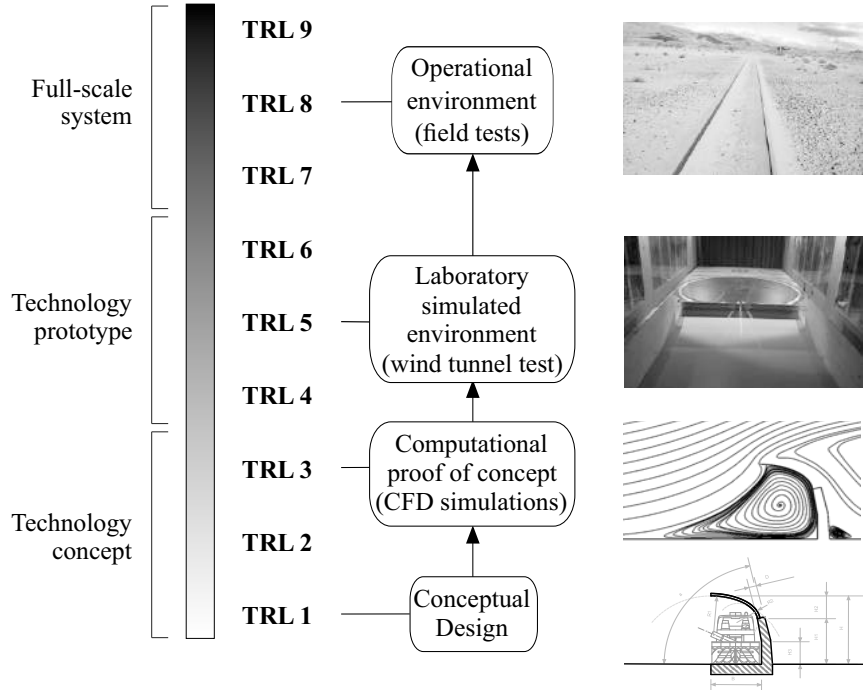 Full-scale
system
Technology
prototype
Technology
concept
TRL 9
TRL 8
TRL 7
TRL 6
TRL 5
TRL 4
TRL 3
TRL 2
TRL 1
Operational
environment
(field tests)
Laboratory
simulated
environment
(wind tunnel test)
Computational
proof of concept
(CFD simulations)
Conceptual
Design